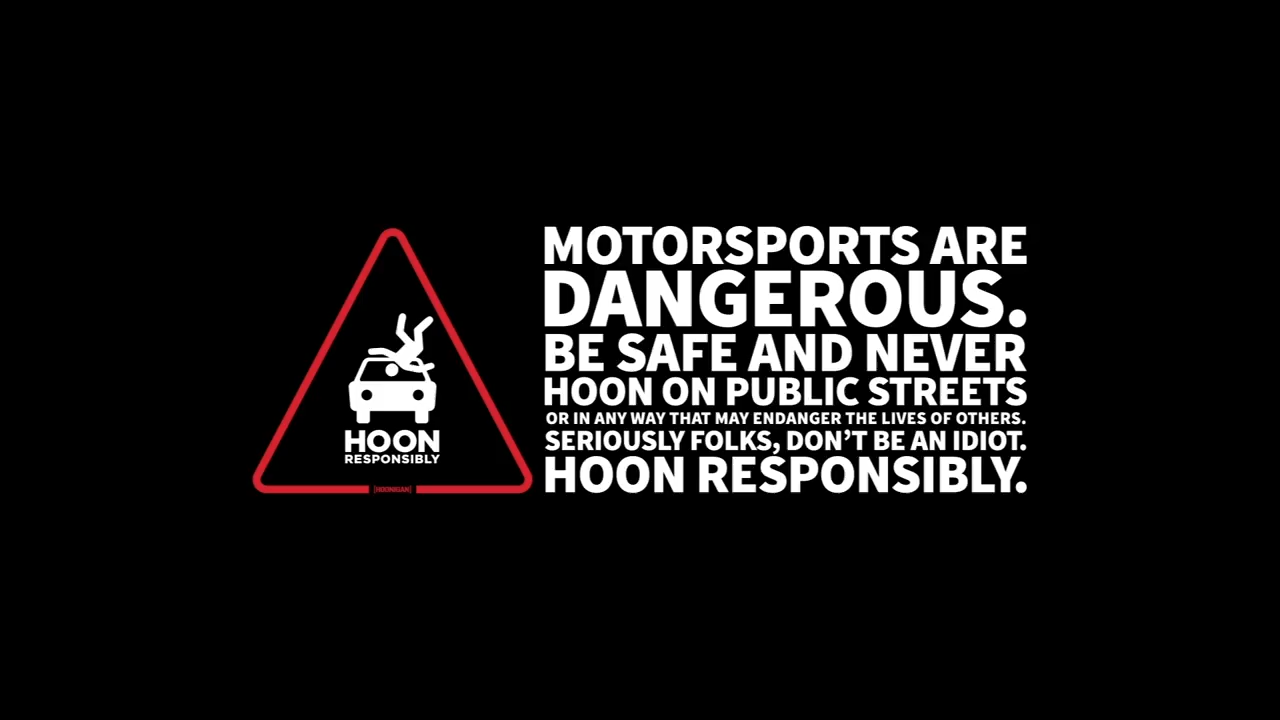 HOON
RESPONSIBLY
[HOONIGAN]
MOTORSPORTS ARE
DANGEROUS.
BE SAFE AND NEVER
HOON ON PUBLIC STREETS
OR IN ANY WAY THAT MAY ENDANGER THE LIVES OF OTHERS.
SERIOUSLY FOLKS, DON'T BE AN IDIOT.
HOON RESPONSIBLY.